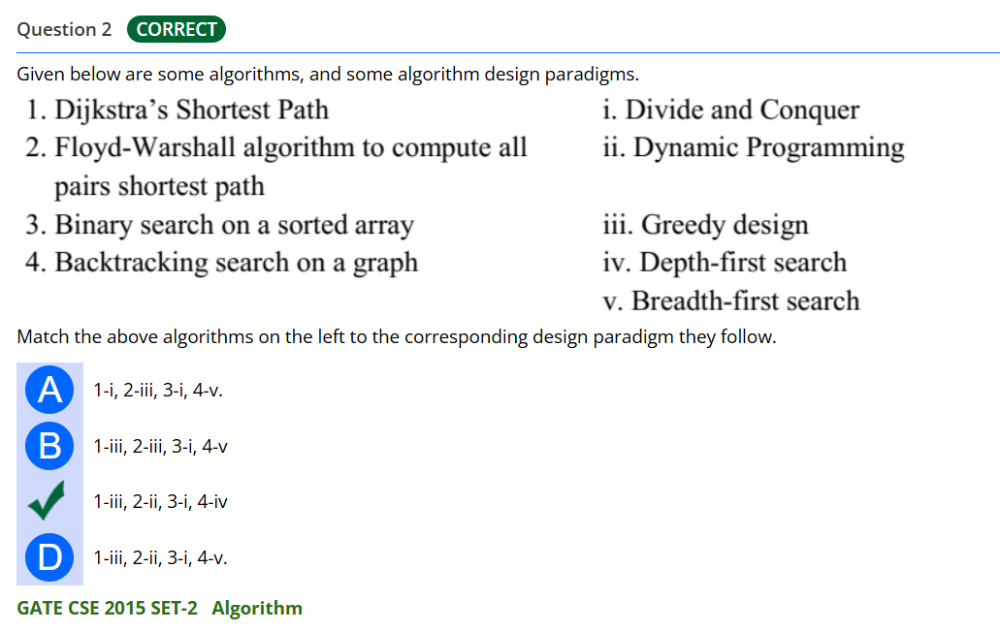 Question 2 CORRECT
Given below are some algorithms, and some algorithm design paradigms.
1. Dijkstra’s Shortest Path i. Divide and Conquer
2. Floyd-Warshall algorithm to compute all ii. Dynamic Programming
pairs shortest path
3. Binary search on a sorted array iii. Greedy design
4. Backtracking search on a graph iv. Depth-first search
v. Breadth-first search
Match the above algorithms on the left to the corresponding design paradigm they follow.
A 1-i, 2-iii, 3-i, 4-v.
B 1-iii, 2-iii, 3-i, 4-v
1-iii, 2-ii, 3-i, 4-iv
D 1-iii, 2-ii, 3-i, 4-v.
GATE CSE 2015 SET-2 Algorithm